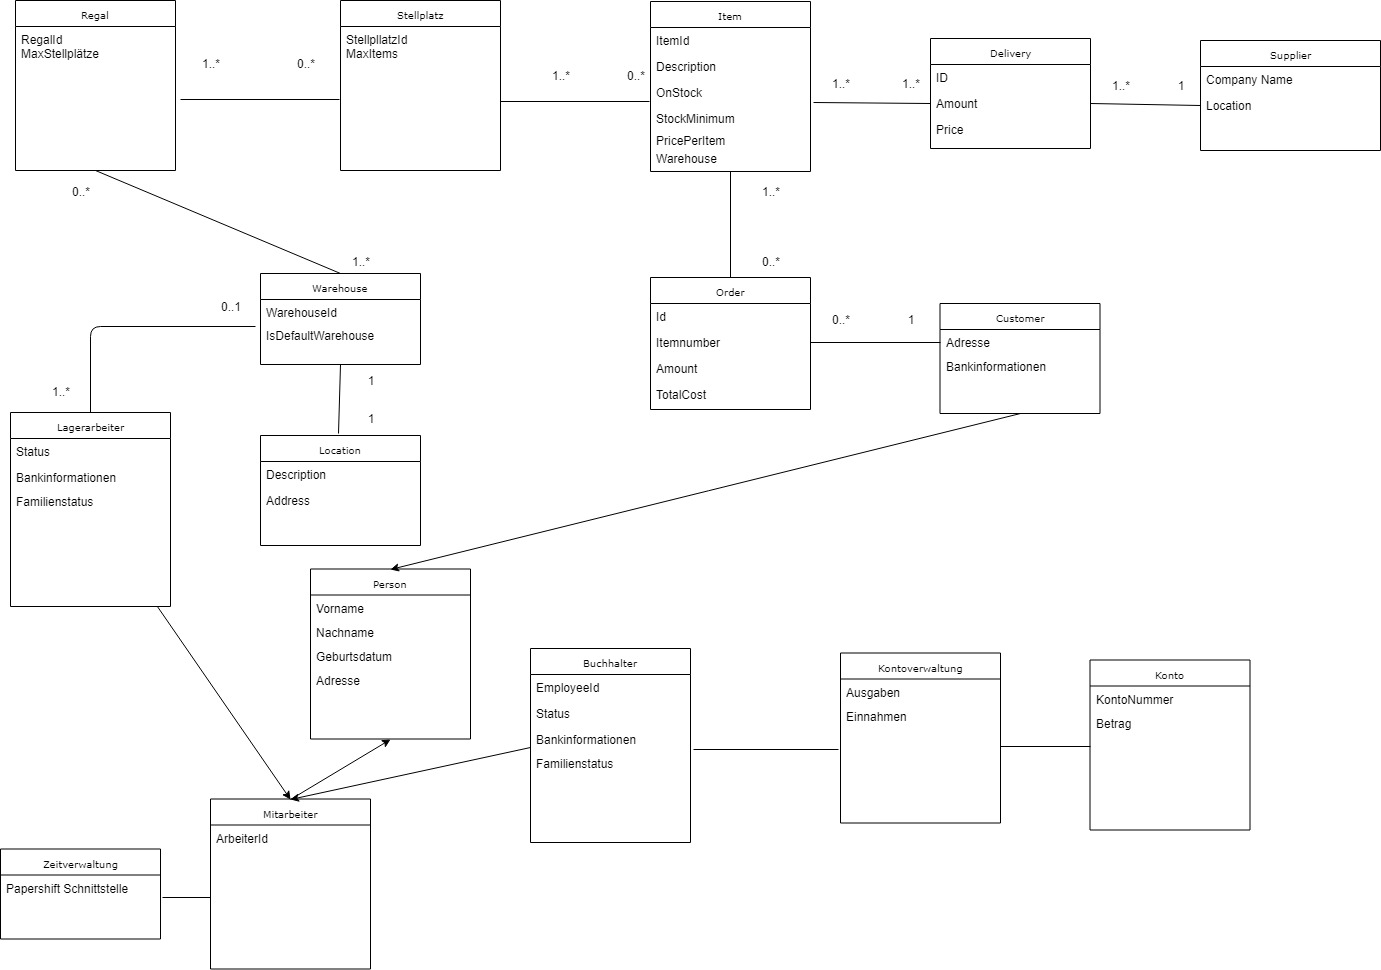 Regal
RegalId
MaxStellplätze
1..*
0..*
Stellplatz
StellpllatzId
MaxItems
1..*
0..*
Item
ItemId
Description
OnStock
StockMinimum
PricePerItem
Warehouse
1..*
1..*
Delivery
ID
Amount
Price
1..*
1
Supplier
Company Name
Location
0..*
1..*
1..*
0..*
Warehouse
WarehouseId
IsDefaultWarehouse
0..1
1..*
1
1
Order
Id
Itemnumber
Amount
TotalCost
0..*
1
Customer
Adresse
Bankinformationen
Lagerarbeiter
Status
Bankinformationen
Familienstatus
Location
Description
Address
Person
Vorname
Nachname
Geburtsdatum
Adresse
Buchhalter
EmployeeId
Status
Bankinformationen
Familienstatus
Kontoverwaltung
Ausgaben
Einnahmen
Konto
KontoNummer
Betrag
Mitarbeiter
ArbeiterId
Zeitverwaltung
Papershift Schnittstelle